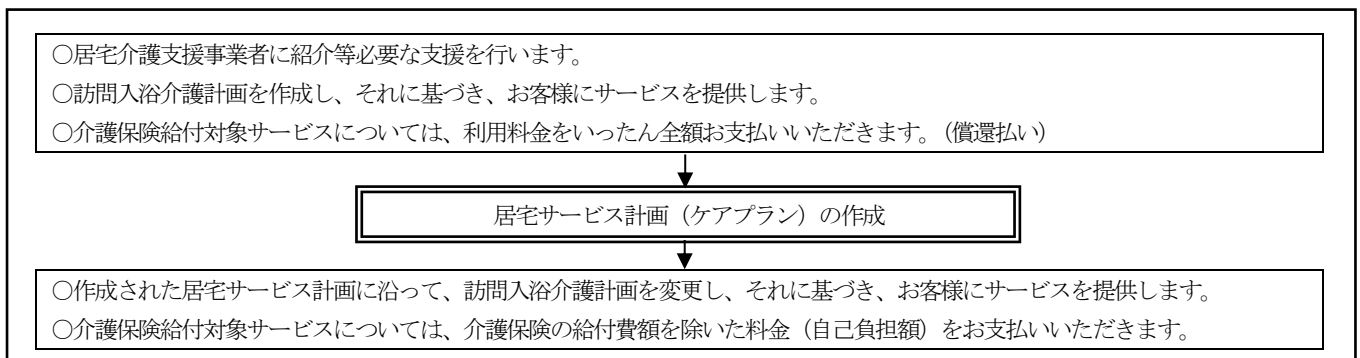 ○居宅介護支援事業者に紹介等必要な支援を行います。
○訪問入浴介護計画を作成し、それに基づき、お客様にサービスを提供します。
○介護保険給付対象サービスについては、利用料金をいったん全額お支払いいただきます。（償還払い）
居宅サービス計画（ケアプラン）の作成
○作成された居宅サービス計画に沿って、訪問入浴介護計画を変更し、それに基づき、お客様にサービスを提供します。
○介護保険給付対象サービスについては、介護保険の給付費額を除いた料金（自己負担額）をお支払いいただきます。